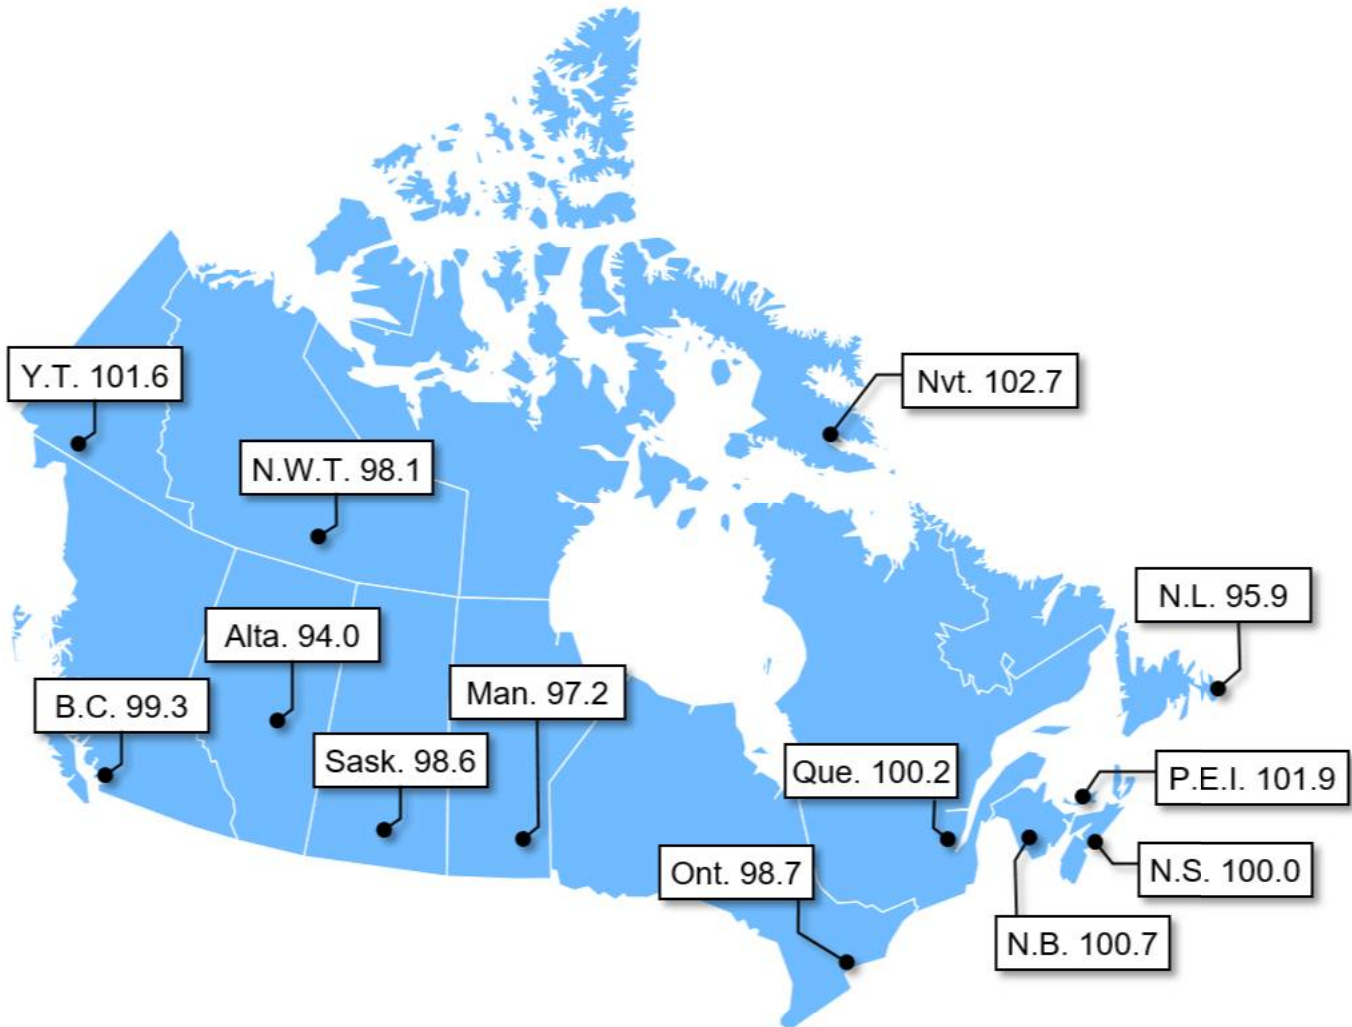 Y.T. 101.6
Nvt. 102.7
N.W.T. 98.1
N.L. 95.9
Alta. 94.0
Man. 97.2
B.C. 99.3
Sask. 98.6
Que. 100.2
P.E.I. 101.9
Ont. 98.7
N.S. 100.0
N.B. 100.7